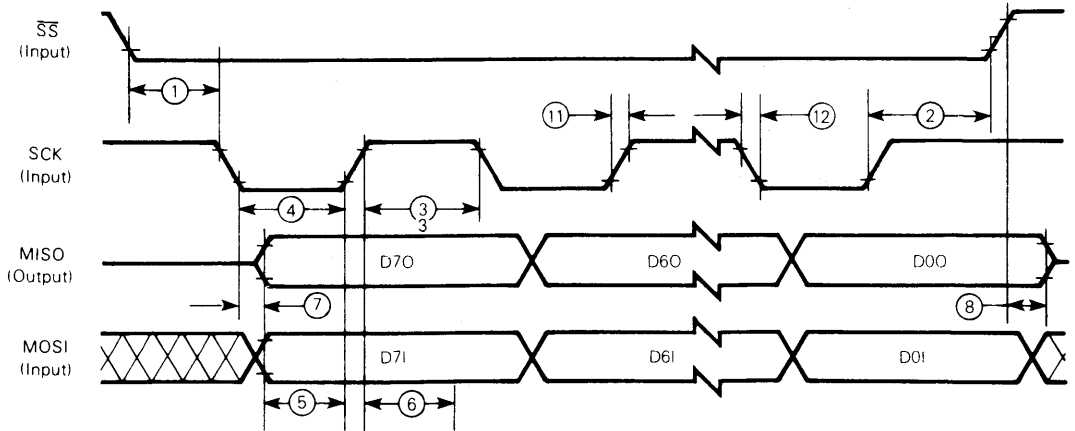 SS
(Input)
1
11
12
2
SCK
(Input)
4
3
3
MISO
(Output)
D7O
D6O
D0O
7
8
MOSI
(Input)
D7I
D6I
D0I
5
6